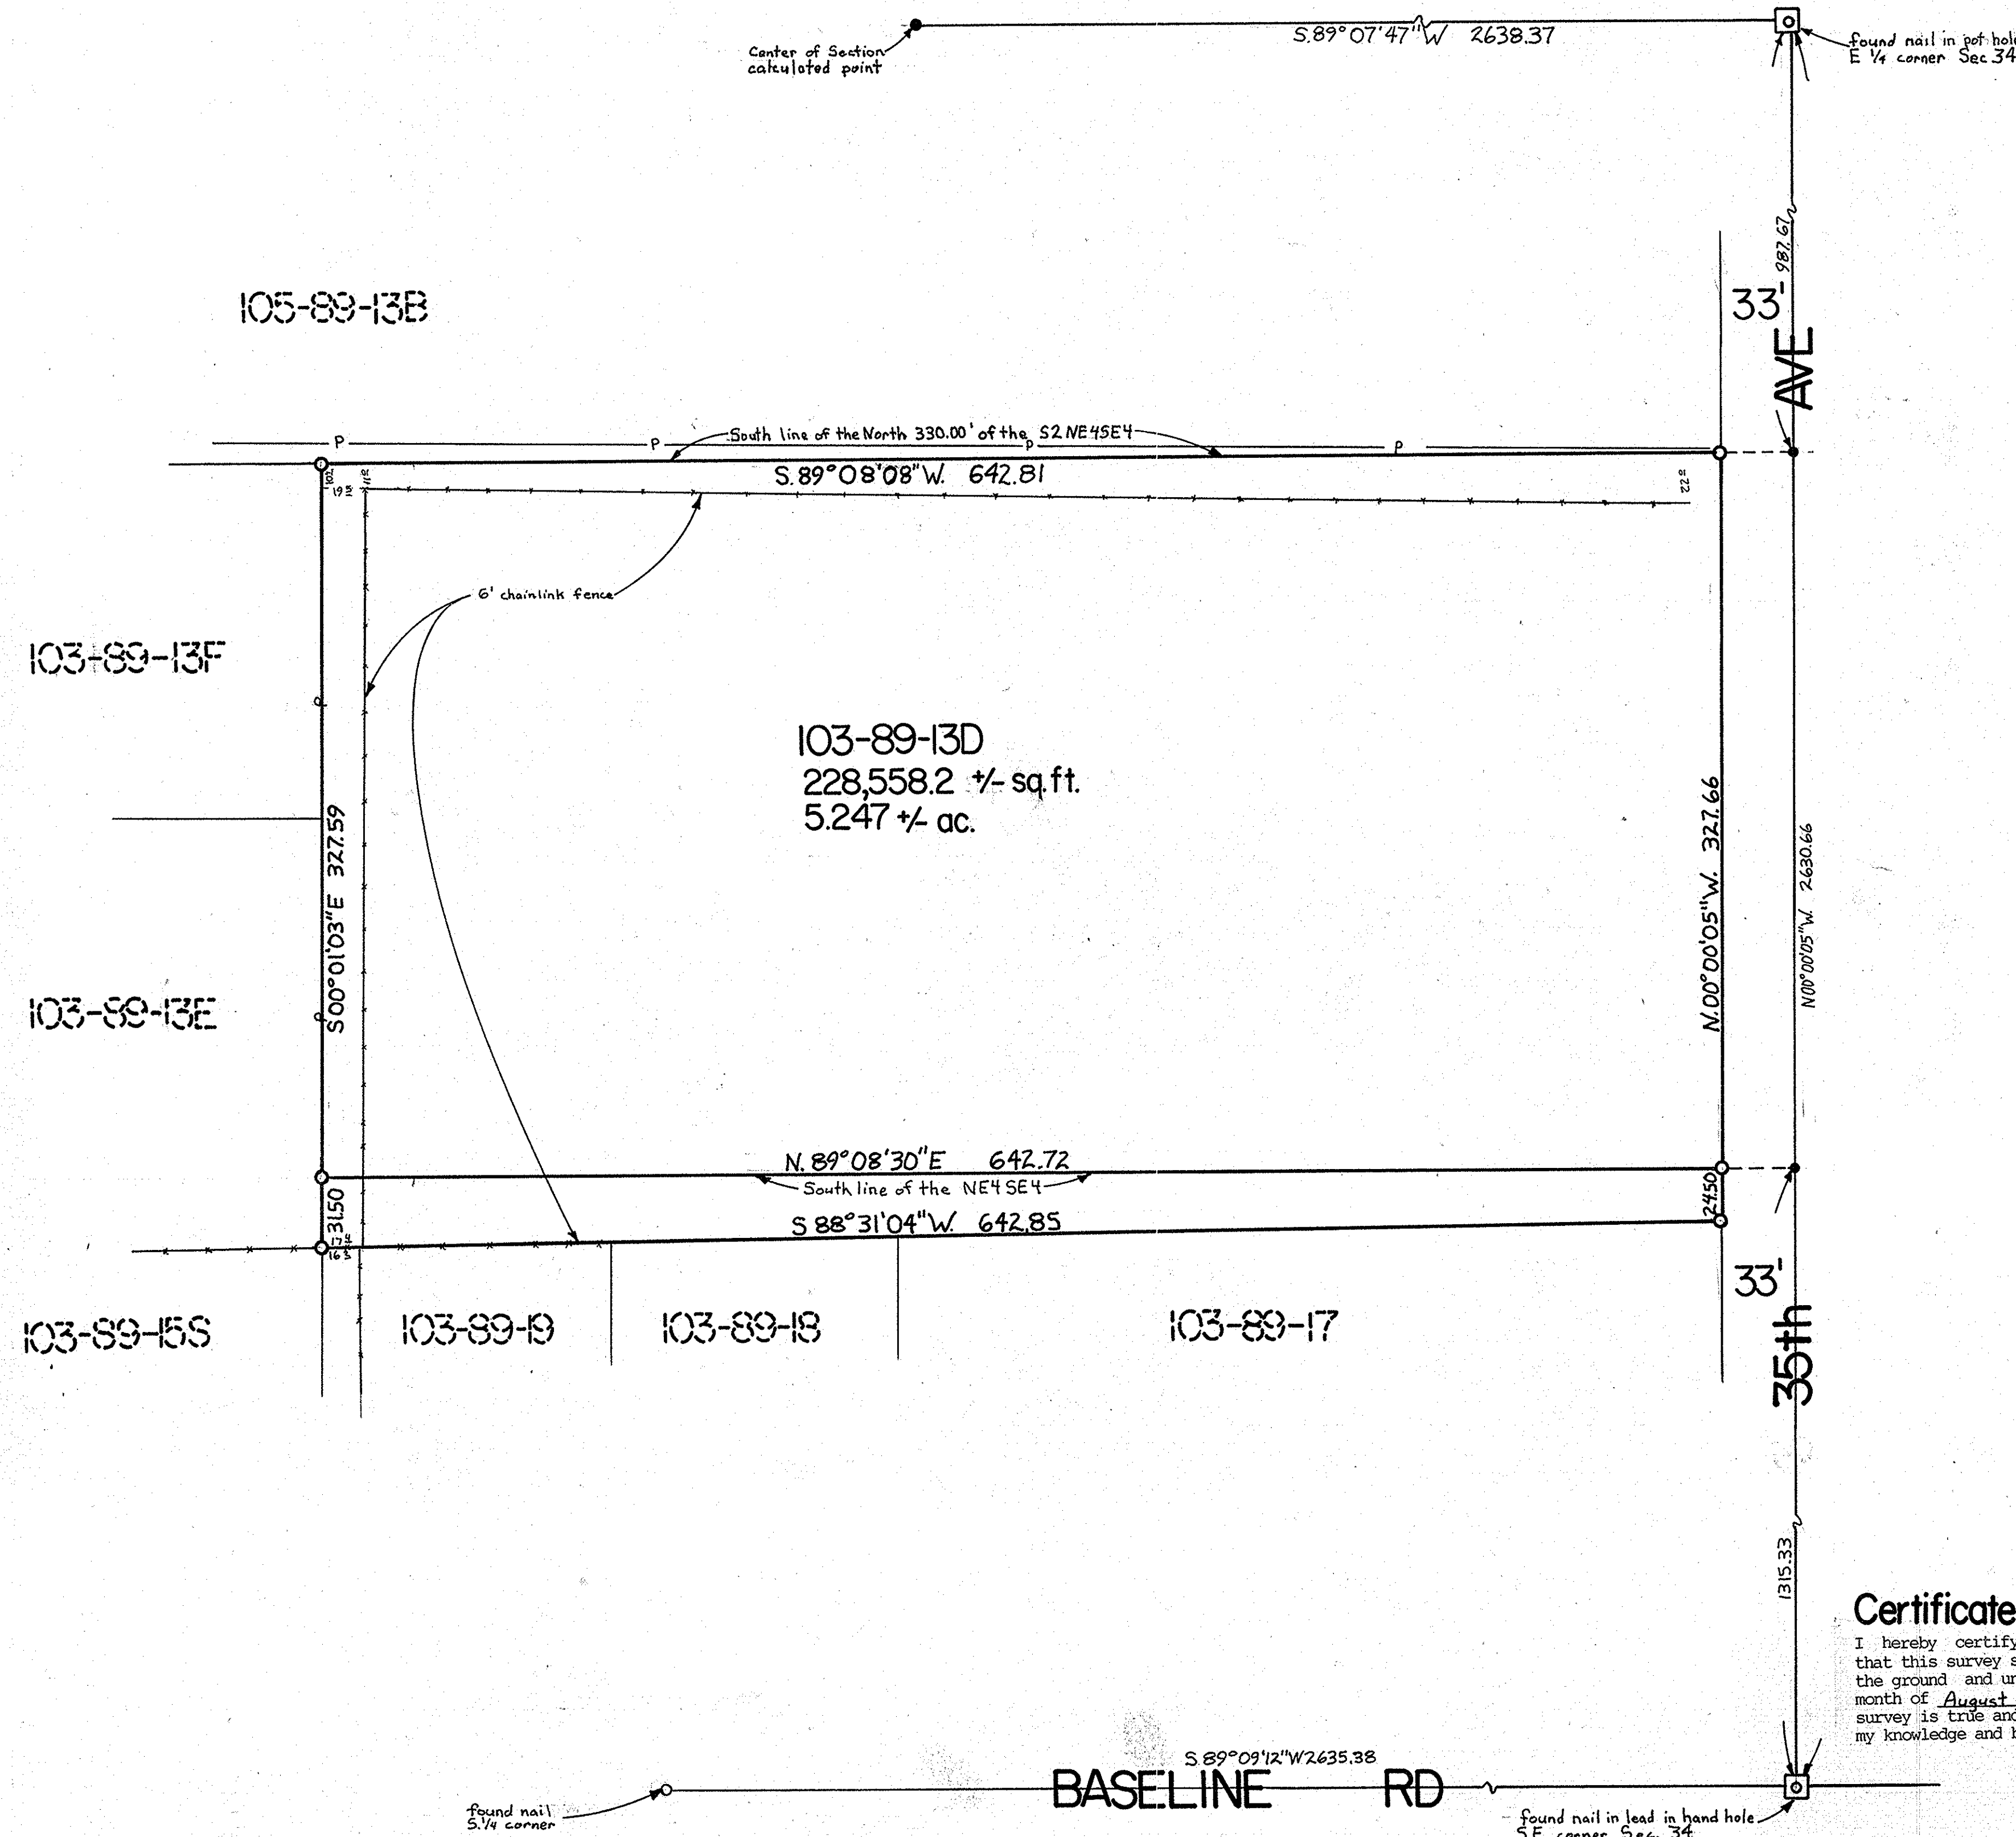 S.89°07'47"W 2638.37
Center of Section
calculated point
found nail in pot hole
E 1/4 corner Sec 34
987.67
33'
AVE
105-89-13B
P
P
South line of the North 330.00' of the S2NE4SE4
P
P
S.89°08'08"W. 642.81
6' chainlink fence
103-89-13F
103-89-13D
228,558.2 +/- sq.ft.
5.247 +/- ac.
S00°01'03"E 327.59
N.00°00'05"W. 327.66
N00°00'05"W. 2630.66
103-89-13E
N. 89°08'30"E 642.72
South line of the NE4SE4
31.50
24.50
S 88°31'04"W. 642.85
33'
35th
103-89-15S
103-89-19
103-89-18
103-89-17
1315.33
Certificate
I hereby certify
that this survey
the ground and
month of August
survey is true and
my knowledge and
S.89°09'12"W 2635.38
BASELINE RD
found nail
S.1/4 corner
found nail in lead in hand hole
S.E. corner Sec. 34